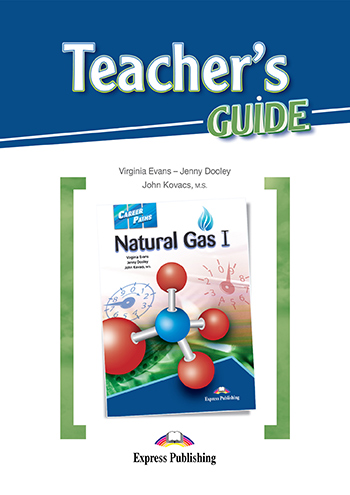 Teacher's
GUIDE
Virginia Evans – Jenny Dooley
John Kovacs, M.S.
CAREER
PATHS
Natural Gas I
Virginia Evans
Jenny Dooley
John Kovacs, M.S.
Express Publishing
Express Publishing